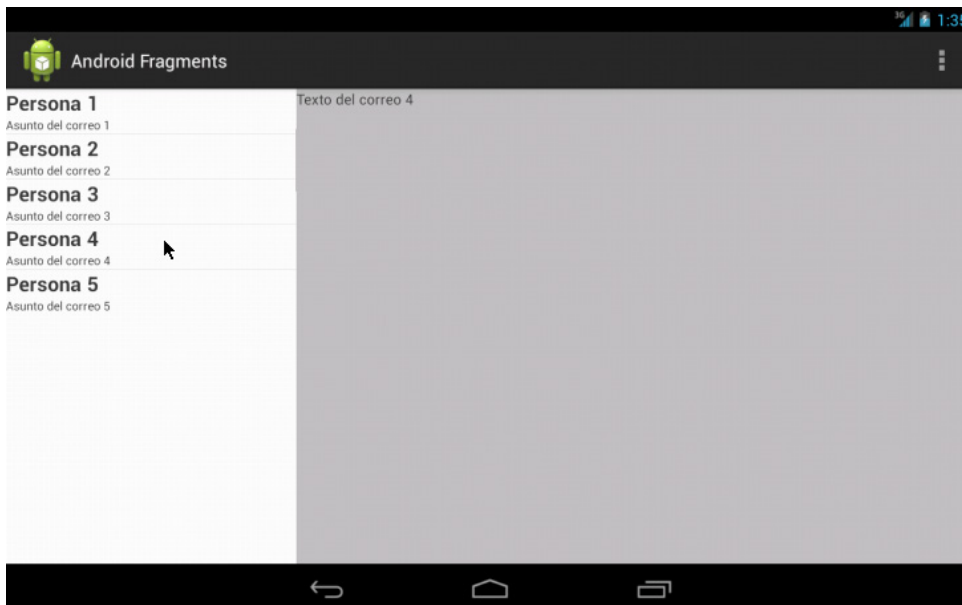 3G 1:35
Android Fragments
Persona 1
Asunto del correo 1
Persona 2
Asunto del correo 2
Persona 3
Asunto del correo 3
Persona 4
Asunto del correo 4
Persona 5
Asunto del correo 5
Texto del correo 4